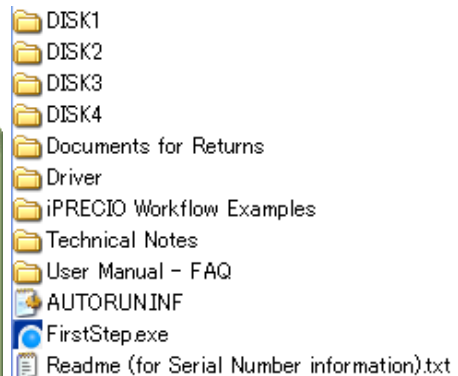 DISK1
DISK2
DISK3
DISK4
Documents for Returns
Driver
iPRECIO Workflow Examples
Technical Notes
User Manual - FAQ
AUTORUN.INF
FirstStep.exe
Readme (for Serial Number information).txt